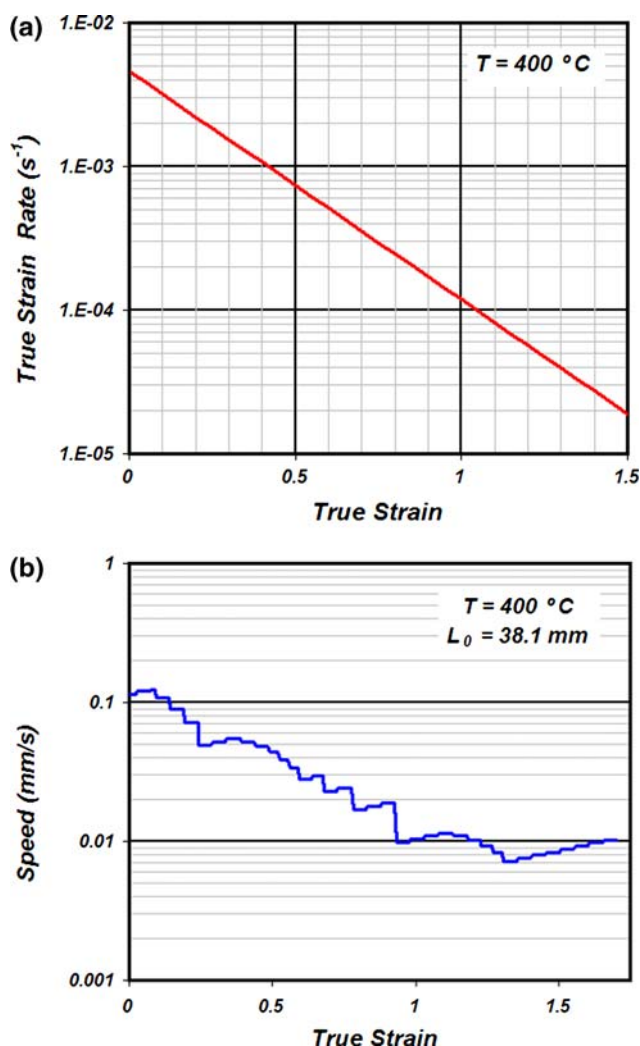 (a)
1.E-02
1.E-03
1.E-04
1.E-05
True Strain Rate (s⁻¹)
T = 400 ºC
0 0.5 1 1.5
True Strain
(b)
1
0.1
0.01
0.001
Speed (mm/s)
T = 400 ºC
L₀ = 38.1 mm
0 0.5 1 1.5
True Strain